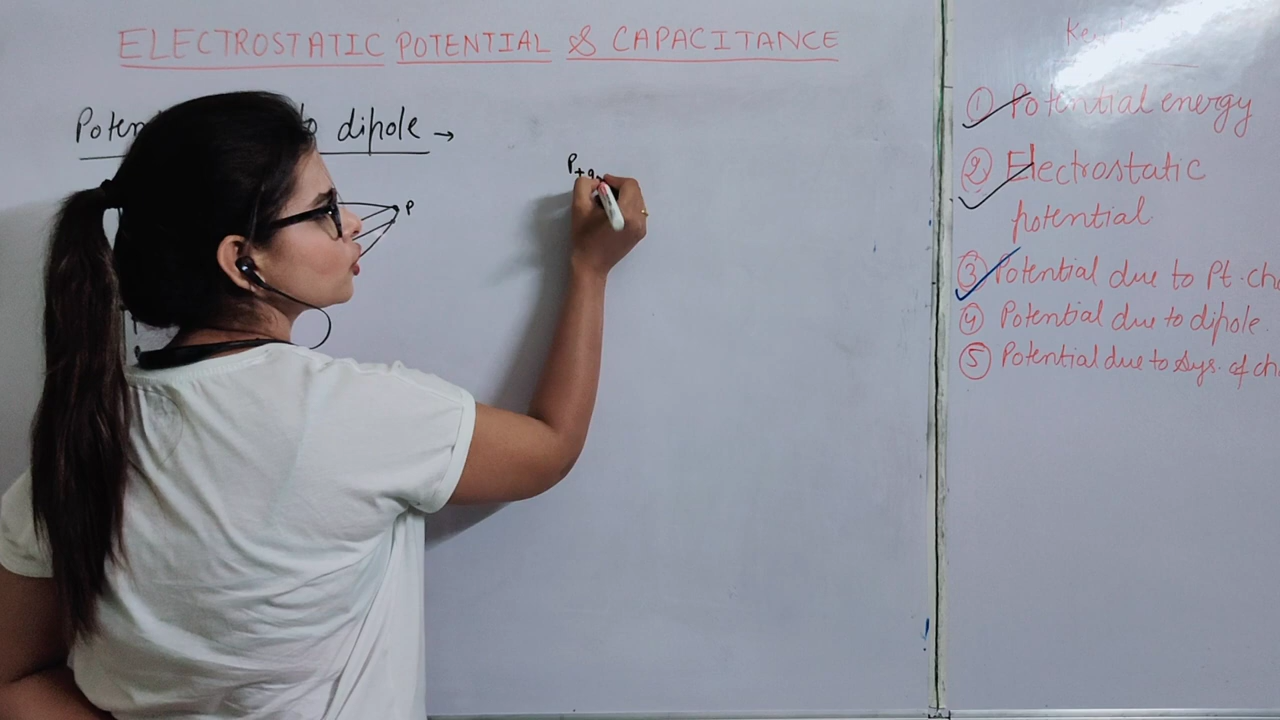 ELECTROSTATIC POTENTIAL & CAPACITANCE
Poten dipole →
P
P+q
① Potential energy
② Electrostatic
potential
③ Potential due to Pt. ch
④ Potential due to dipole.
⑤ Potential due to sys. of ch